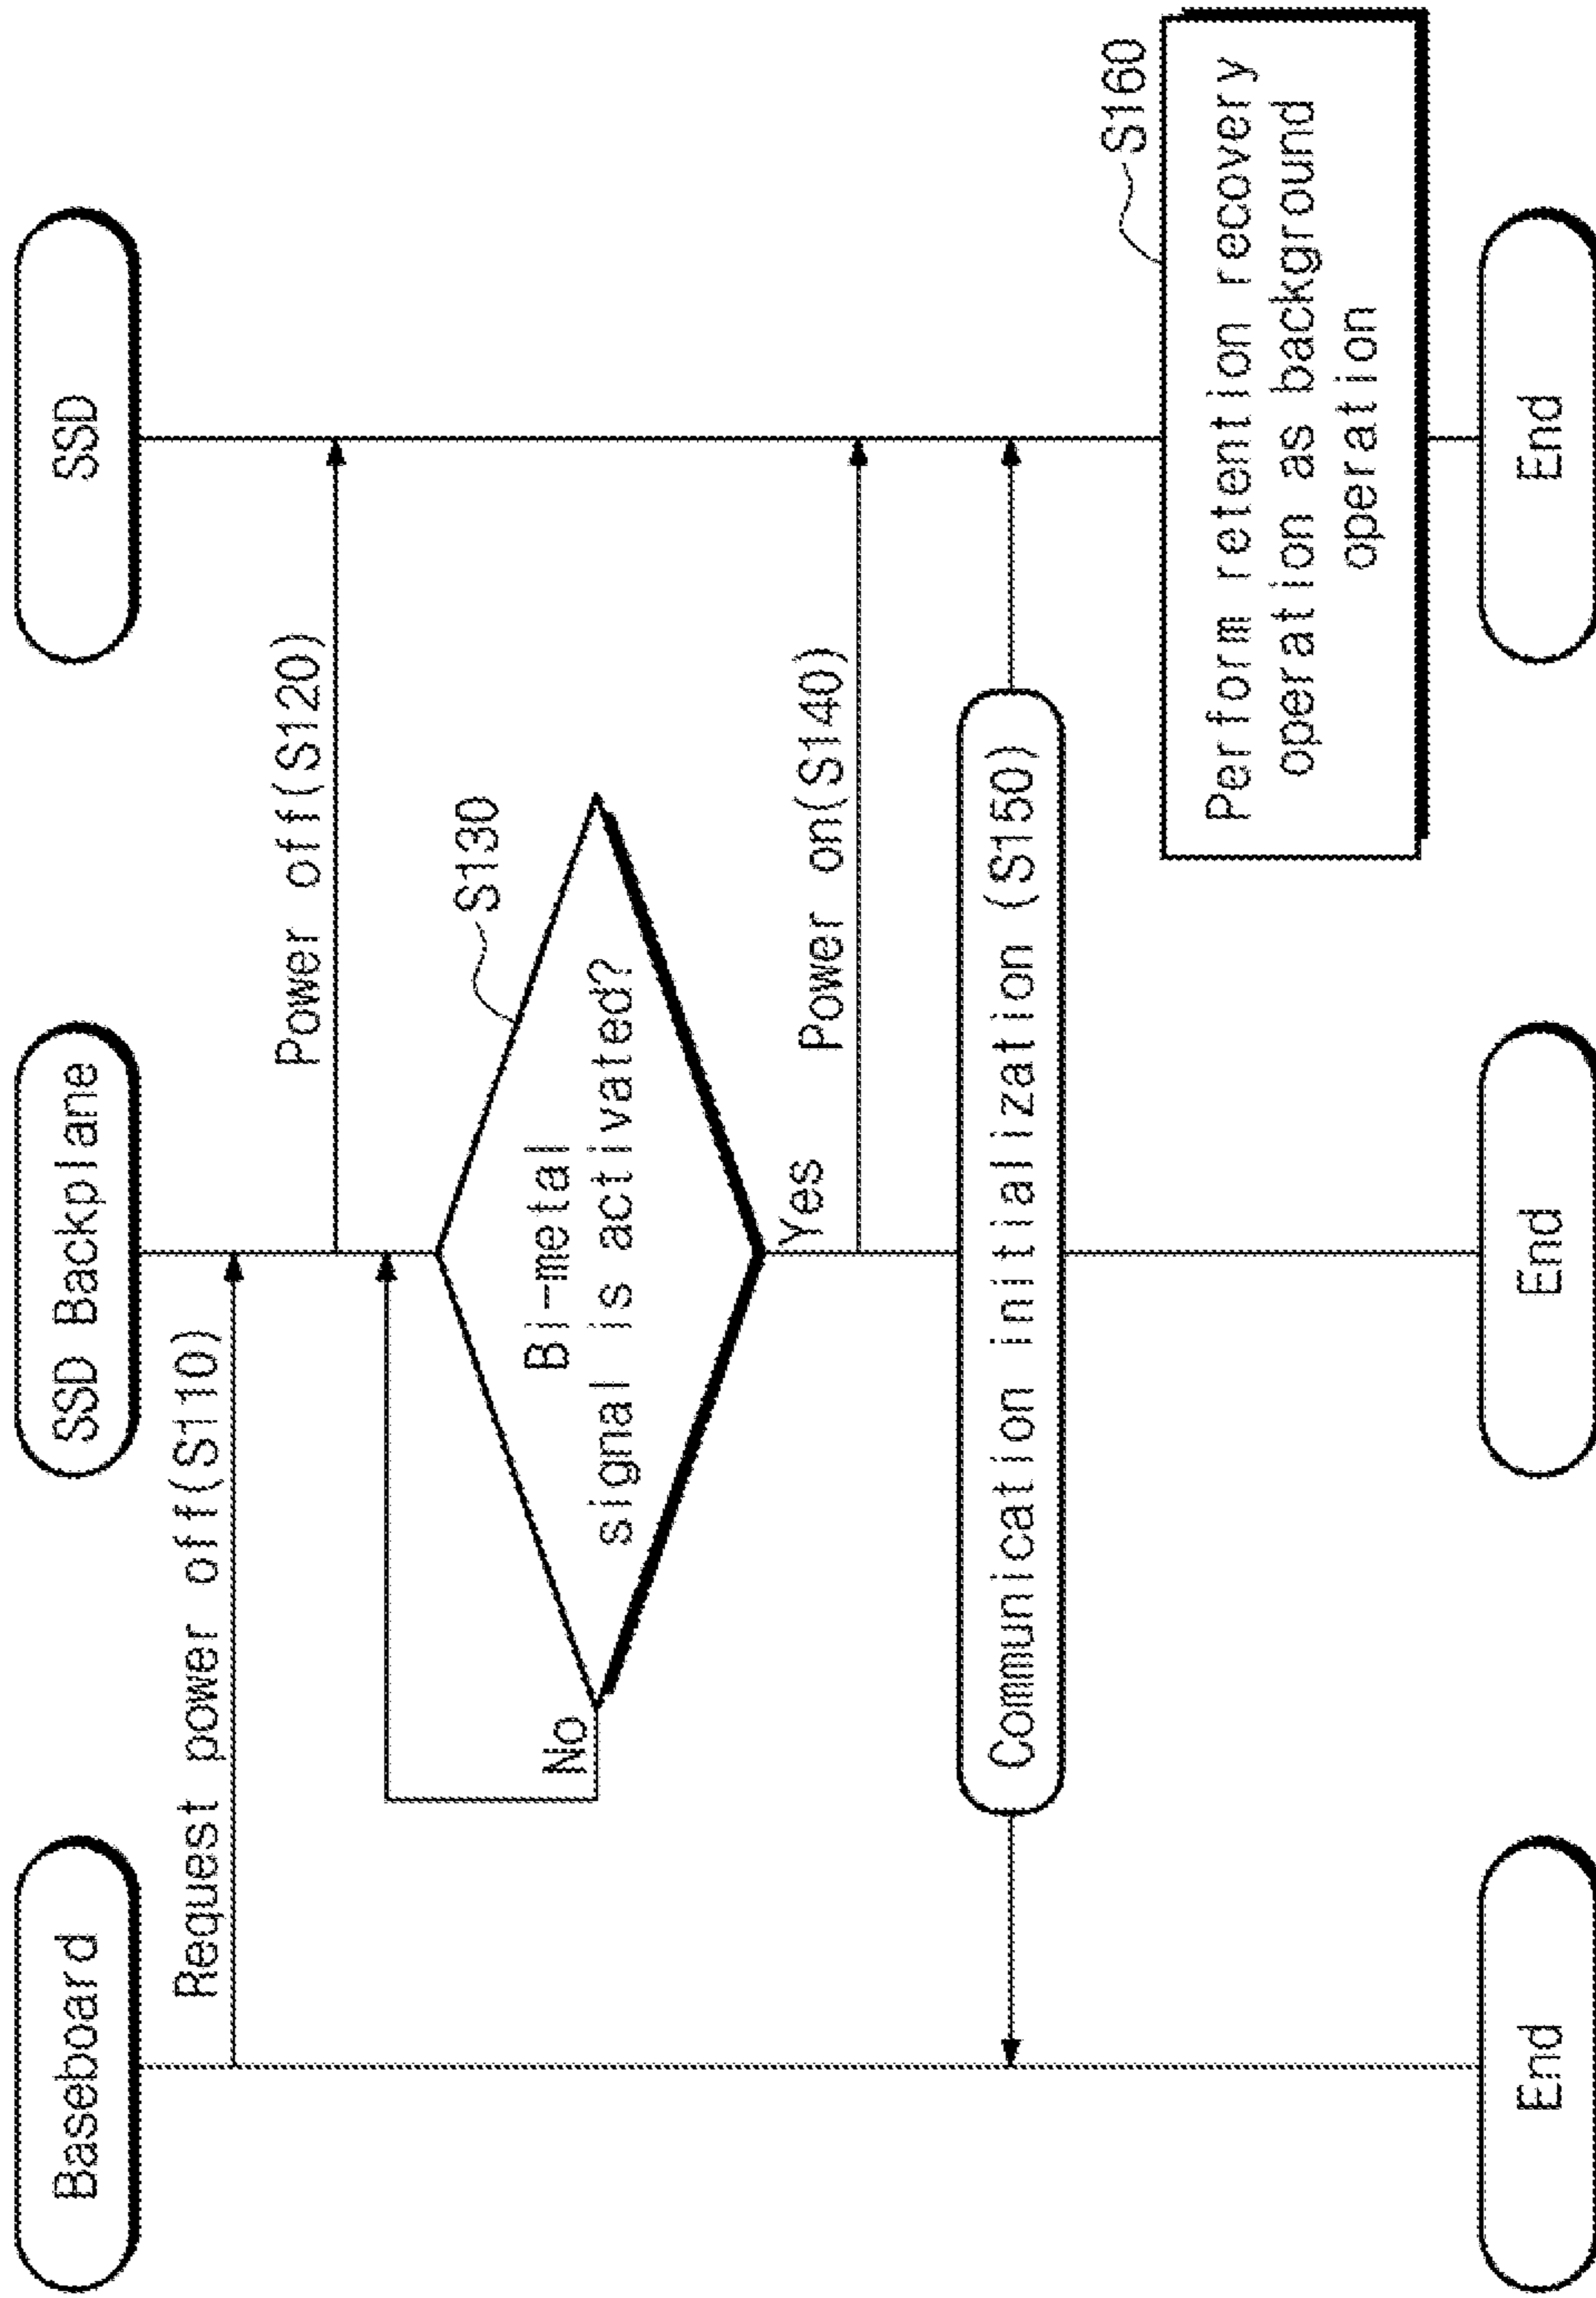 Baseboard
SSD Backplane
SSD
Request power off(S110)
Power off(S120)
Bi-metal
signal is activated?
S130
No
Yes
Power on(S140)
Communication initialization (S150)
S160
Perform retention recovery
operation as background
operation
End
End
End